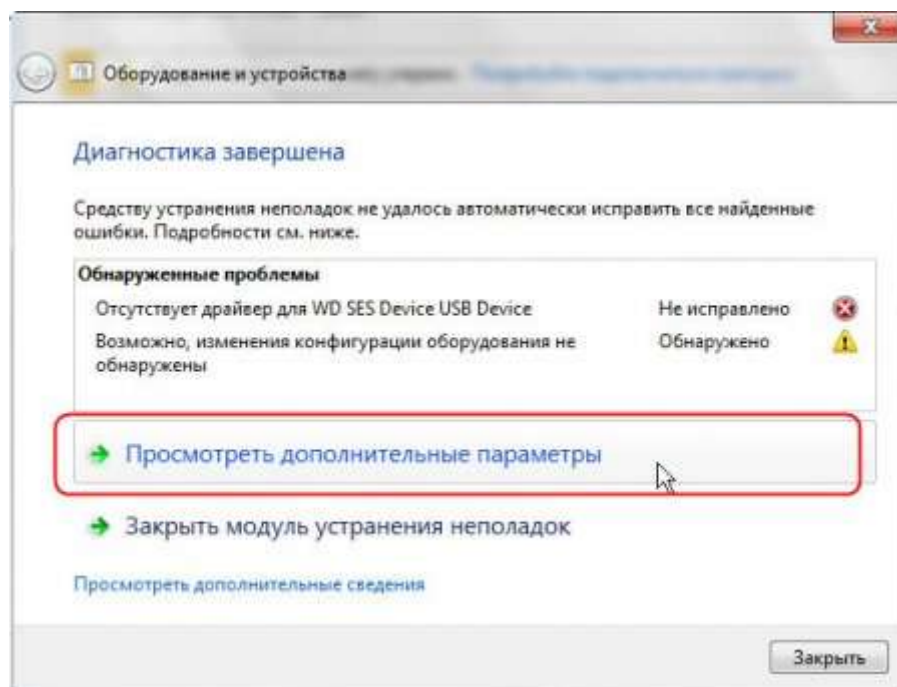 Оборудование и устройства
Диагностика завершена
Средству устранения неполадок не удалось автоматически исправить все найденные
ошибки. Подробности см. ниже.
Обнаруженные проблемы
Отсутствует драйвер для WD SES Device USB Device Не исправлено
Возможно, изменения конфигурации оборудования не Обнаружено
обнаружены
Просмотреть дополнительные параметры
Закрыть модуль устранения неполадок
Просмотреть дополнительные сведения
Закрыть